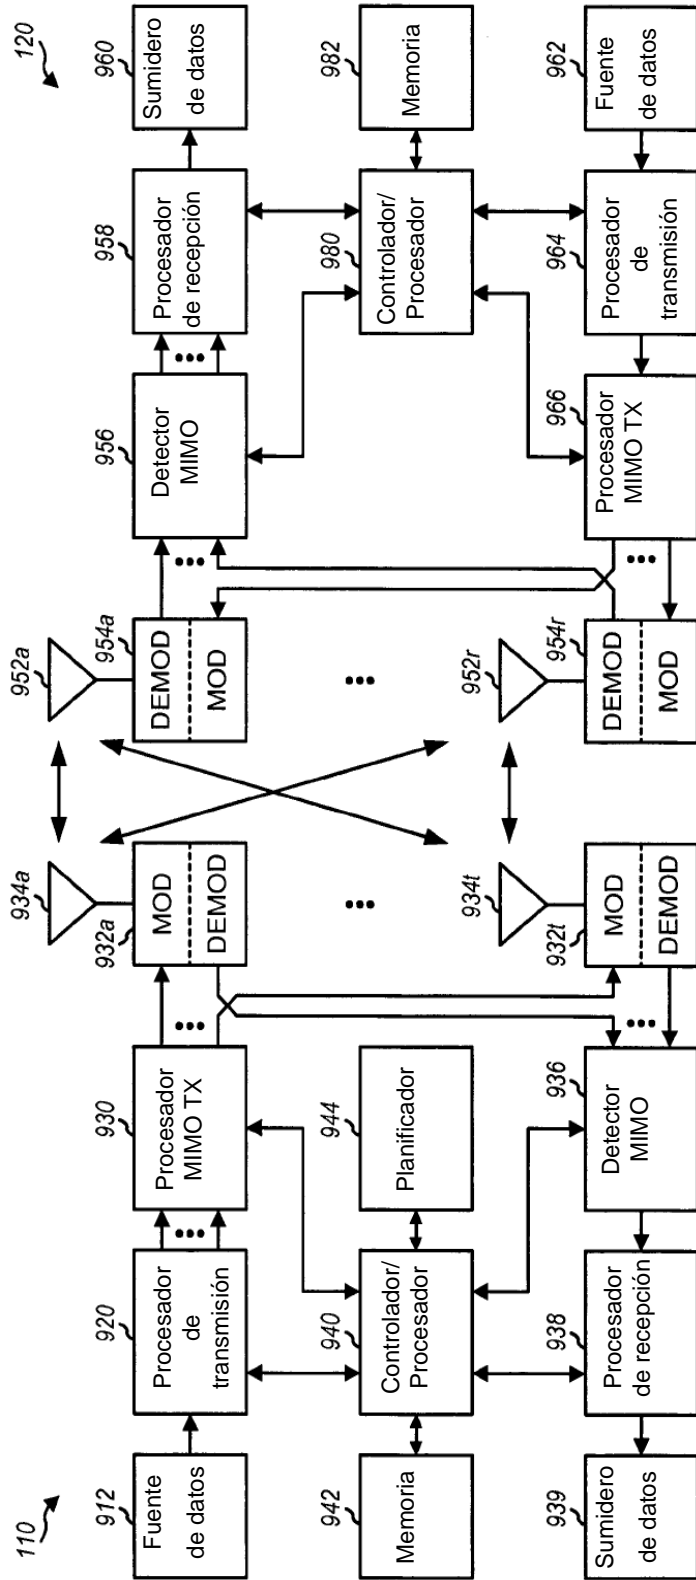 110
912
Fuente
de datos
920
Procesador
de
transmisión
930
Procesador
MIMO TX
932a
MOD
DEMOD
934a
952a
954a
DEMOD
MOD
956
Detector
MIMO
958
Procesador
de recepción
960
Sumidero
de datos
120
942
Memoria
940
Controlador/
Procesador
944
Planificador
980
Controlador/
Procesador
982
Memoria
939
Sumidero
de datos
938
Procesador
de recepción
936
Detector
MIMO
932t
MOD
DEMOD
934t
952r
954r
DEMOD
MOD
966
Procesador
MIMO TX
964
Procesador
de
transmisión
962
Fuente
de datos